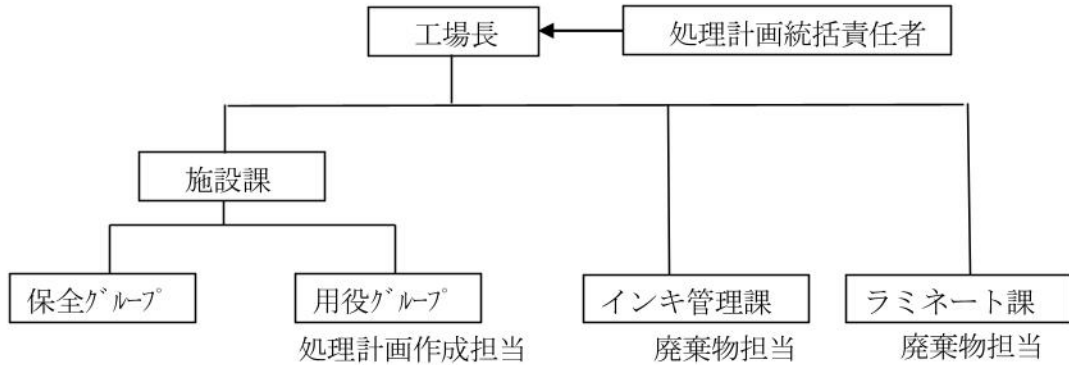 工場長
処理計画統括責任者
施設課
保全ｸﾞﾙｰﾌﾟ
用役ｸﾞﾙｰﾌﾟ
インキ管理課
ラミネート課
処理計画作成担当
廃棄物担当
廃棄物担当